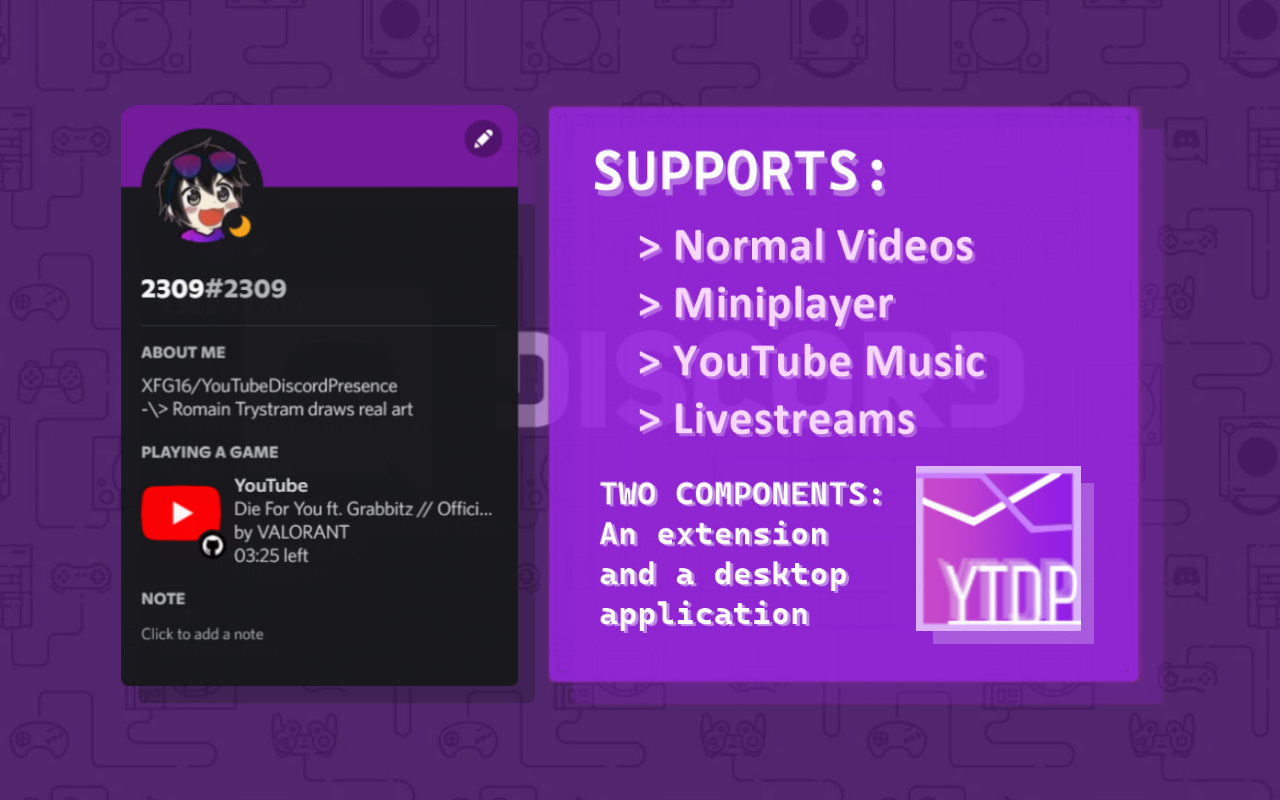 2309#2309
ABOUT ME
XFG16/YouTubeDiscordPresence
-\> Romain Trystram draws real art
PLAYING A GAME
YouTube
Die For You ft. Grabbitz // Offici...
by VALORANT
03:25 left
NOTE
Click to add a note
DISCORD
SUPPORTS:
> Normal Videos
> Miniplayer
> YouTube Music
> Livestreams
TWO COMPONENTS:
An extension
and a desktop
application
YTDP